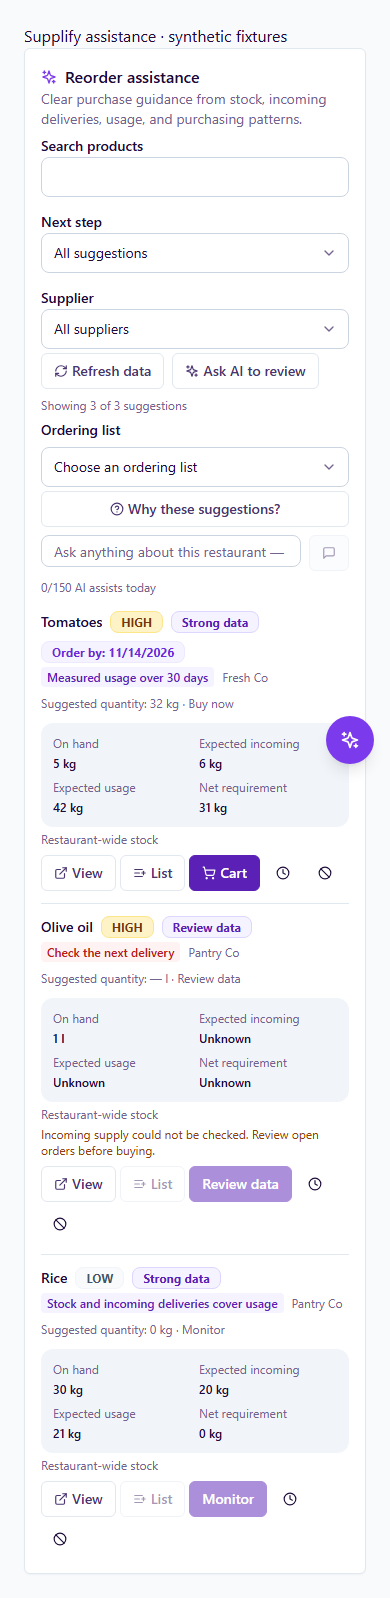 Supplify assistance · synthetic fixtures
Reorder assistance
Clear purchase guidance from stock, incoming
deliveries, usage, and purchasing patterns.
Search products
Next step
All suggestions
Supplier
All suppliers
Refresh data
Ask AI to review
Showing 3 of 3 suggestions
Ordering list
Choose an ordering list
Why these suggestions?
Ask anything about this restaurant —
0/150 AI assists today
Tomatoes HIGH Strong data
Order by: 11/14/2026
Measured usage over 30 days Fresh Co
Suggested quantity: 32 kg · Buy now
On hand Expected incoming
5 kg 6 kg
Expected usage Net requirement
42 kg 31 kg
Restaurant-wide stock
View List Cart
Olive oil HIGH Review data
Check the next delivery Pantry Co
Suggested quantity: — l · Review data
On hand Expected incoming
1 l Unknown
Expected usage Net requirement
Unknown Unknown
Restaurant-wide stock
Incoming supply could not be checked. Review open
orders before buying.
View List Review data
Rice LOW Strong data
Stock and incoming deliveries cover usage Pantry Co
Suggested quantity: 0 kg · Monitor
On hand Expected incoming
30 kg 20 kg
Expected usage Net requirement
21 kg 0 kg
Restaurant-wide stock
View List Monitor